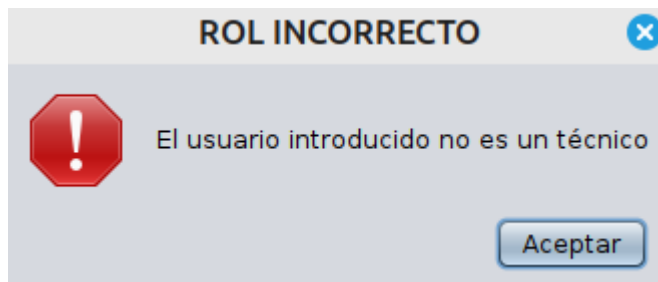 ROL INCORRECTO
El usuario introducido no es un técnico
Aceptar